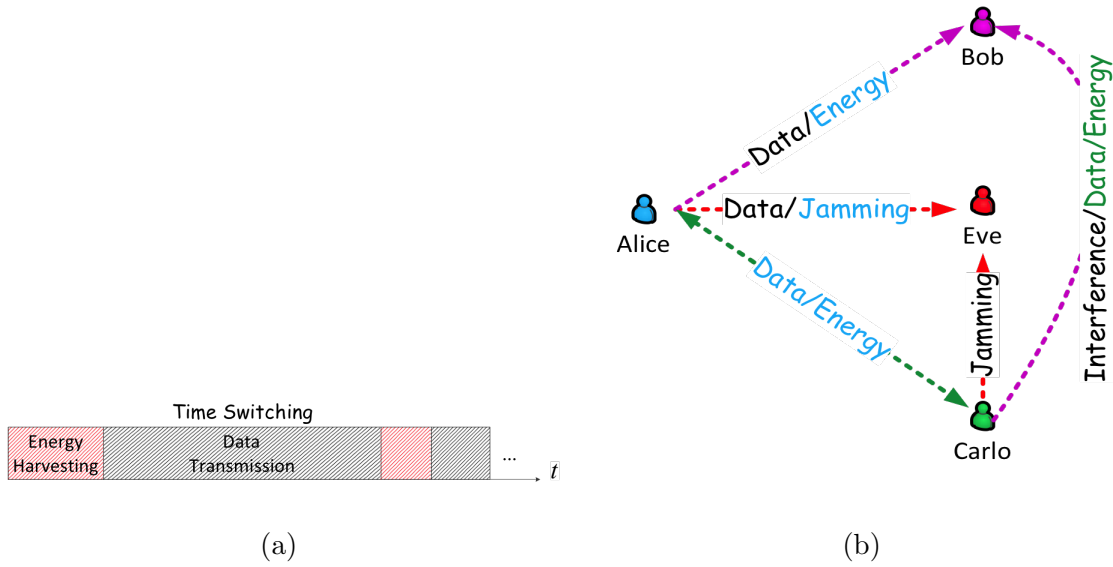 Time Switching
Energy
Harvesting
Data
Transmission
...
t
(a)
Bob
Data/Energy
Interference/Data/Energy
Alice
Data/Jamming
Eve
Data/Energy
Jamming
Carlo
(b)